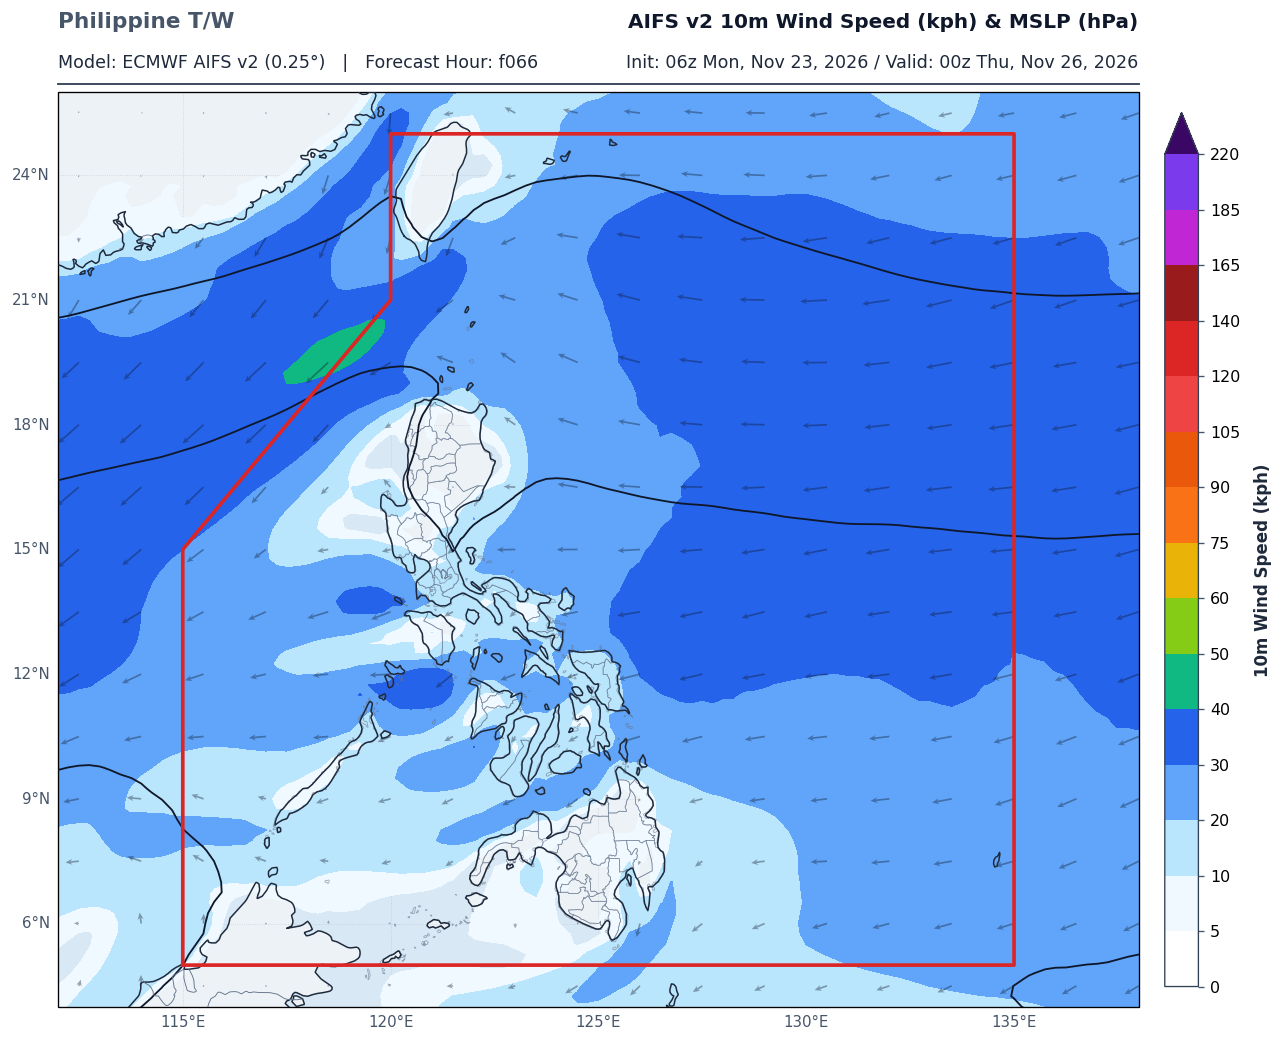 Philippine T/W
AIFS v2 10m Wind Speed (kph) & MSLP (hPa)
Model: ECMWF AIFS v2 (0.25°) | Forecast Hour: f066
Init: 06z Mon, Nov 23, 2026 / Valid: 00z Thu, Nov 26, 2026
24°N
21°N
18°N
15°N
12°N
9°N
6°N
115°E
120°E
125°E
130°E
135°E
220
185
165
140
120
105
90
75
60
50
40
30
20
10
5
0
10m Wind Speed (kph)